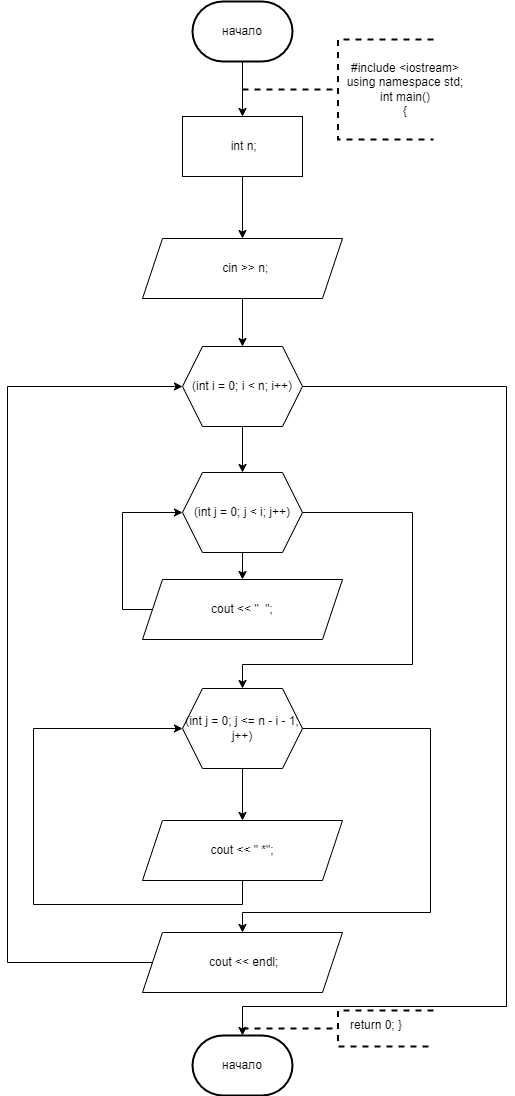 начало
#include <iostream>
using namespace std;
int main()
{
int n;
cin >> n;
(int i = 0; i < n; i++)
(int j = 0; j < i; j++)
cout << "  ";
(int j = 0; j <= n - i - 1;
j++)
cout << " *";
cout << endl;
return 0; }
начало